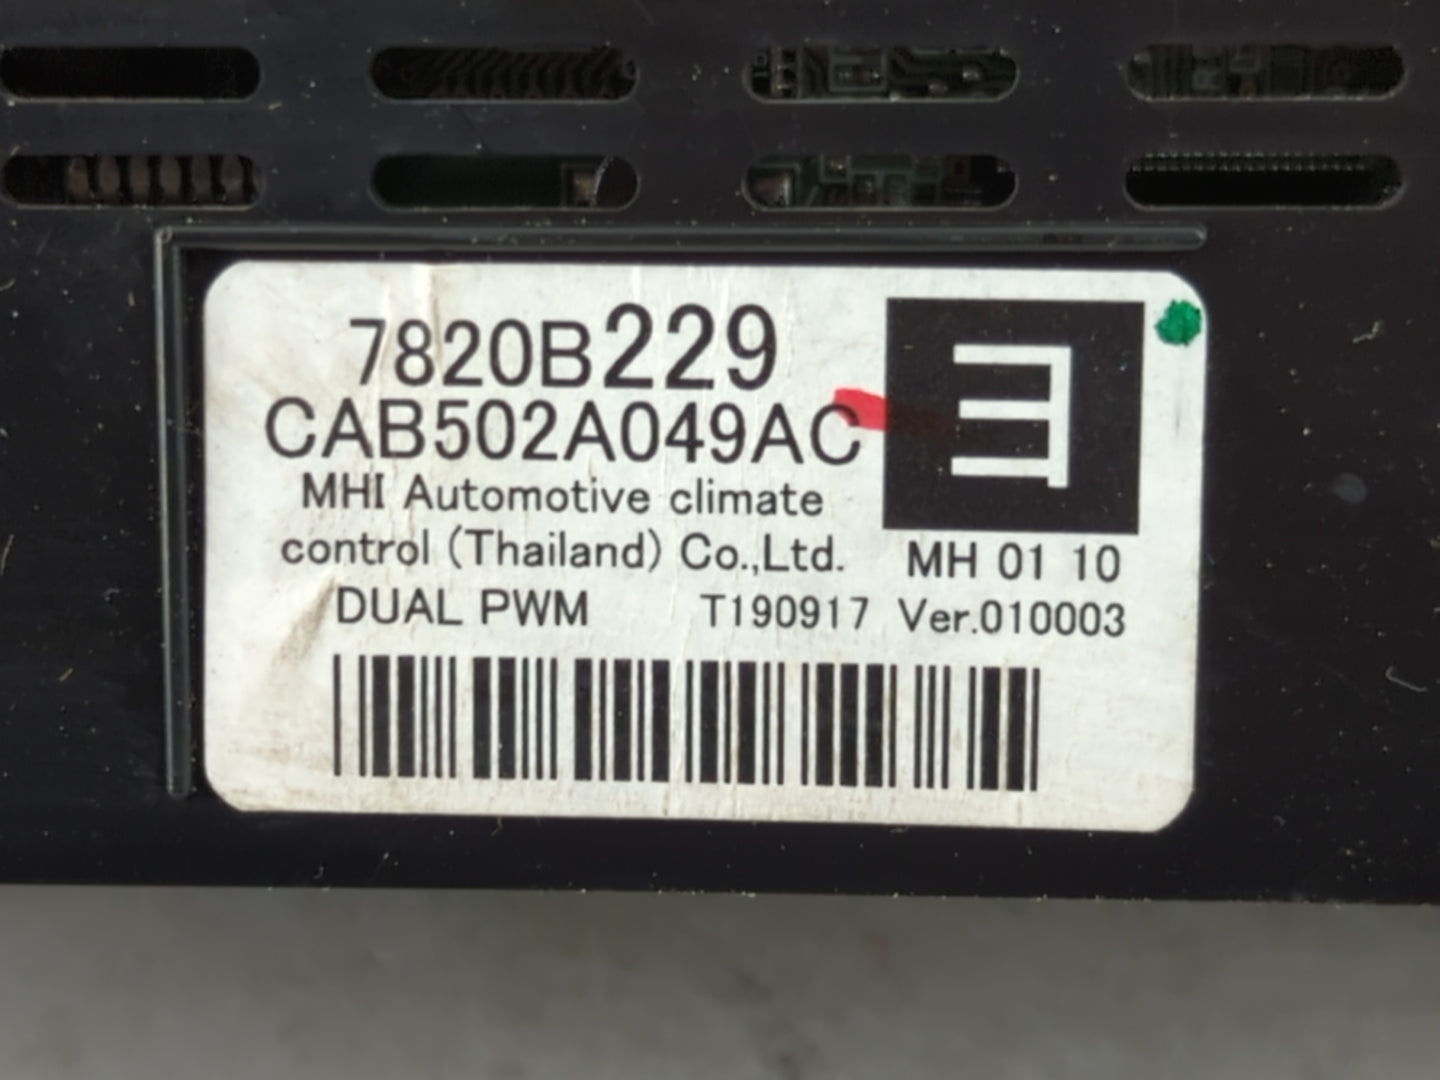 7820B229
CAB502A049AC
MHI Automotive climate
control (Thailand) Co.,Ltd.
MH 01 10
DUAL PWM T190917 Ver.010003